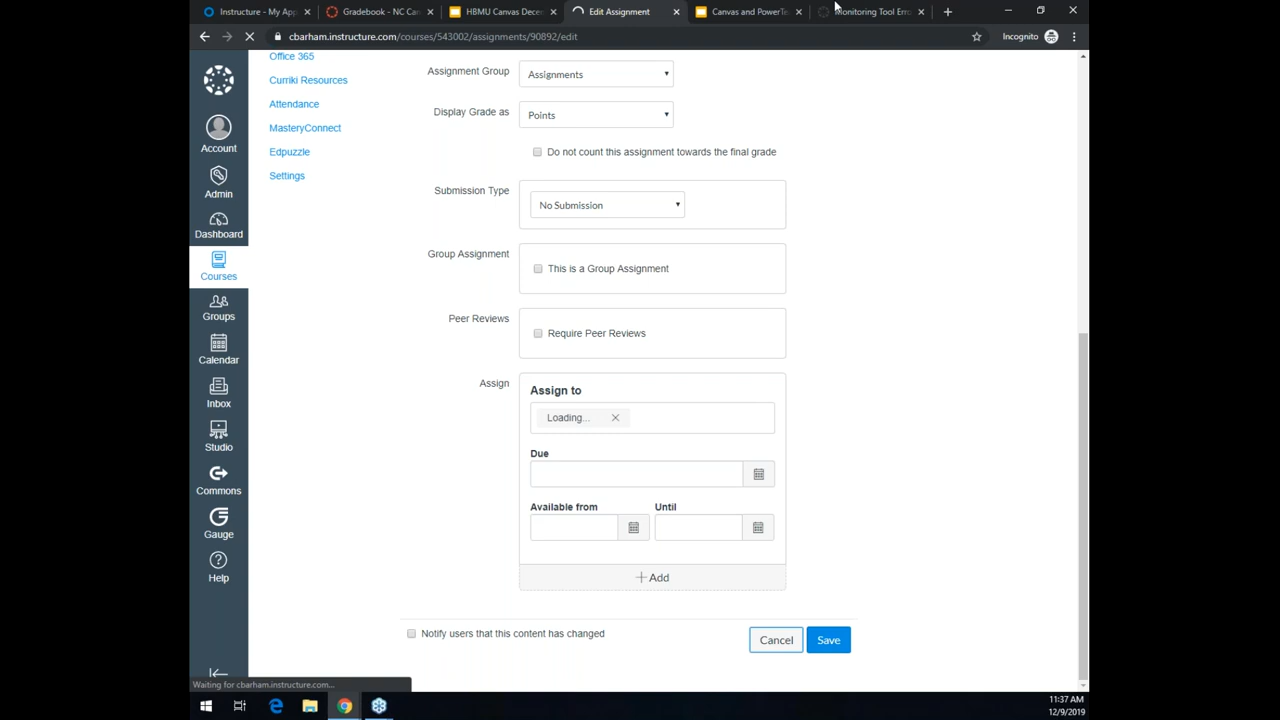 Instructure - My App
Gradebook - NC Can
HBMU Canvas Dece
Edit Assignment
Canvas and PowerTe
Monitoring Tool Erro
cbarham.instructure.com/courses/543002/assignments/90892/edit
Incognito
Account
Admin
Dashboard
Courses
Groups
Calendar
Inbox
Studio
Commons
Gauge
Help
Office 365
Curriki Resources
Attendance
MasteryConnect
Edpuzzle
Settings
Assignment Group
Assignments
Display Grade as
Points
Do not count this assignment towards the final grade
Submission Type
No Submission
Group Assignment
This is a Group Assignment
Peer Reviews
Require Peer Reviews
Assign
Assign to
Loading...
Due
Available from
Until
+ Add
Notify users that this content has changed
Cancel
Save
Waiting for cbarham.instructure.com...
11:37 AM
12/9/2019